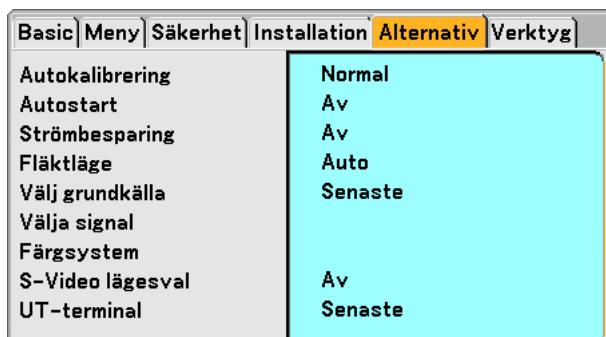 Basic Meny Säkerhet Installation Alternativ Verktyg
Autokalibrering Normal
Autostart Av
Strömbesparing Av
Fläktläge Auto
Välj grundkälla Senaste
Välja signal
Färgsystem
S-Video lägesval Av
UT-terminal Senaste